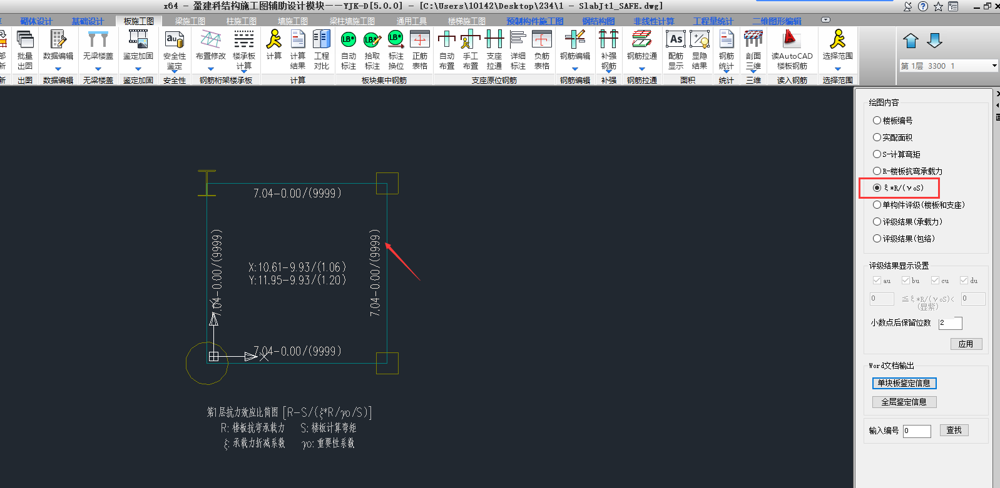 x64 - 盈建科结构施工图辅助设计模块——YJK-D[5.0.0] - [C:\Users\10142\Desktop\234\1 - SlabJt1_SAFE.dwg]
砌体设计 基础设计 板施工图 梁施工图 柱施工图 墙施工图 梁柱墙施工图 通用工具 楼梯施工图 预制构件施工图 钢结构图 非线性计算 工程量统计 二维图形编辑
批量出图 数据编辑 无梁楼盖 鉴定加固 安全性鉴定 布置修改 楼承板计算 计算 计算结果 工程对比 自动标注 拾取标注 标注换位 正筋表格 自动布置 手工布置 支座拉通 详细标注 负筋表格 钢筋编辑 补强钢筋 钢筋拉通 配筋显示 显隐结果 钢筋统计 剖面三维 读AutoCAD楼板钢筋 选择范围
新 出图 数据编辑 无梁楼盖 鉴定加固 安全性 钢筋桁架楼承板 计算 板块集中钢筋 支座原位钢筋 钢筋编辑 补强 钢筋拉通 面积 统计 三维 读入钢筋 选择范围
第 1层 3300 1
7.04-0.00/(9999)
7.04-0.00/(9999)
7.04-0.00/(9999)
X:10.61-9.93/(1.06)
Y:11.95-9.93/(1.20)
7.04-0.00/(9999)
Y
X
第1层抗力效应比简图 [R-S/(ξ*R/γo/S)]
R: 楼板抗弯承载力 S: 楼板计算弯矩
ξ: 承载力折减系数 γo: 重要性系数
绘图内容
楼板编号
实配面积
S-计算弯矩
R-楼板抗弯承载力
ξ*R/(γoS)
单构件评级(楼板和支座)
评级结果(承载力)
评级结果(包络)
评级结果显示设置
au bu cu du
0 ≦ξ*R/(γoS)< 0
(显紫)
小数点后保留位数 2
应用
Word文档输出
单块板鉴定信息
全层鉴定信息
输入编号 0 查找